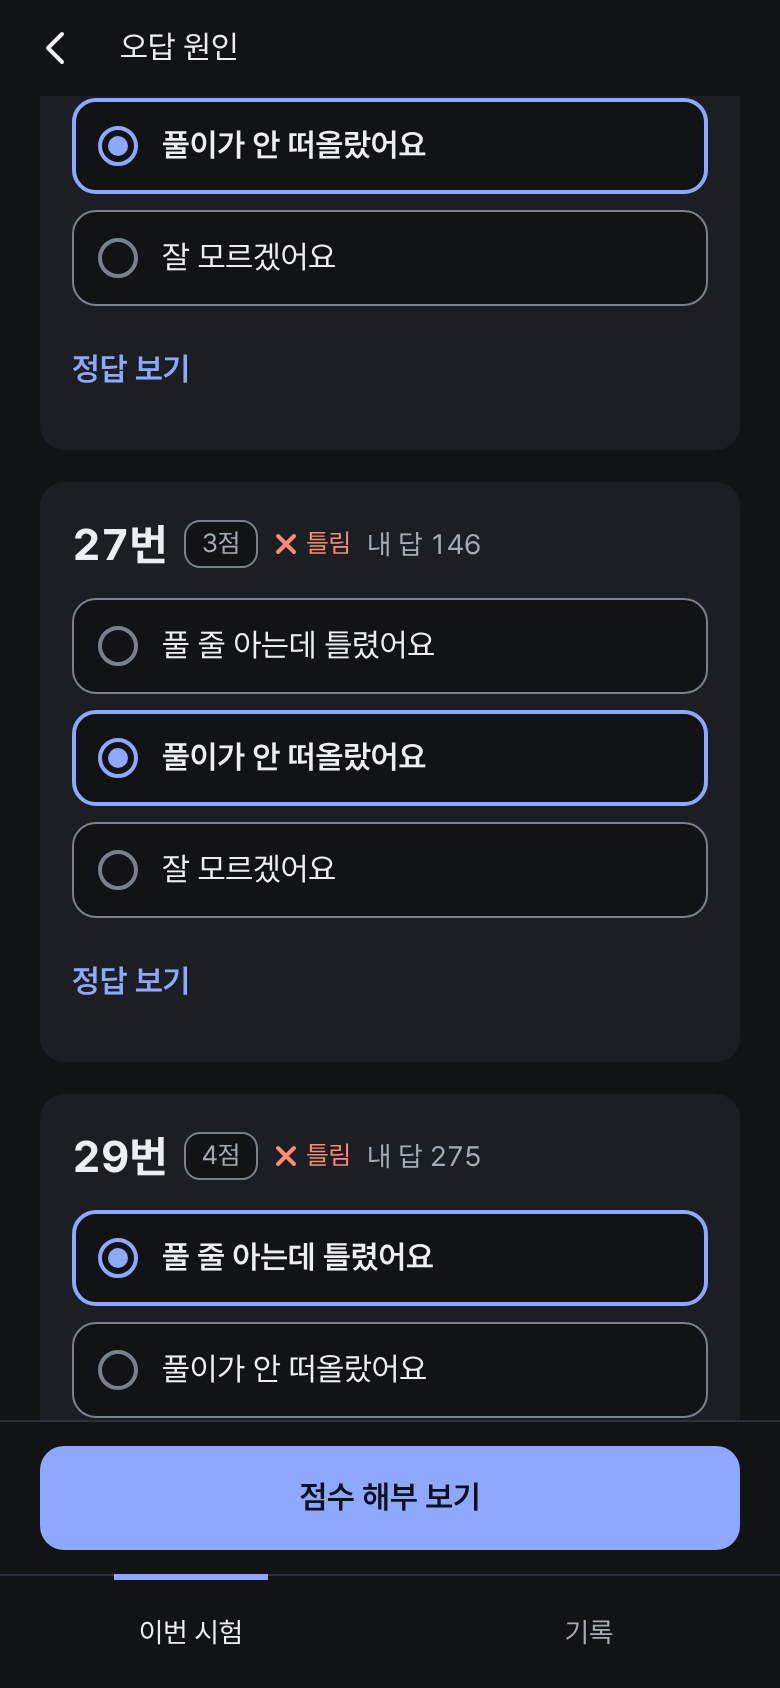 오답 원인
풀이가 안 떠올랐어요
잘 모르겠어요
정답 보기
27번 3점 틀림 내 답 146
풀 줄 아는데 틀렸어요
풀이가 안 떠올랐어요
잘 모르겠어요
정답 보기
29번 4점 틀림 내 답 275
풀 줄 아는데 틀렸어요
풀이가 안 떠올랐어요
점수 해부 보기
이번 시험 기록